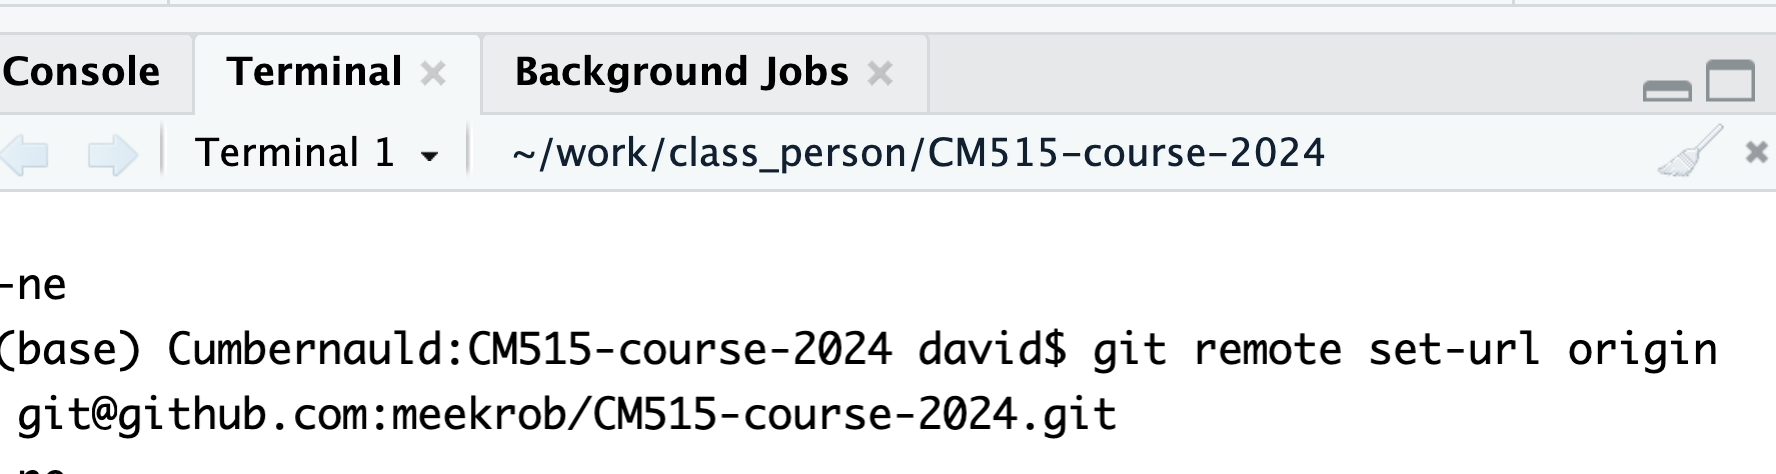 Console Terminal Background Jobs
Terminal 1 ~/work/class_person/CM515-course-2024
-ne
(base) Cumbernauld:CM515-course-2024 david$ git remote set-url origin
git@github.com:meekrob/CM515-course-2024.git